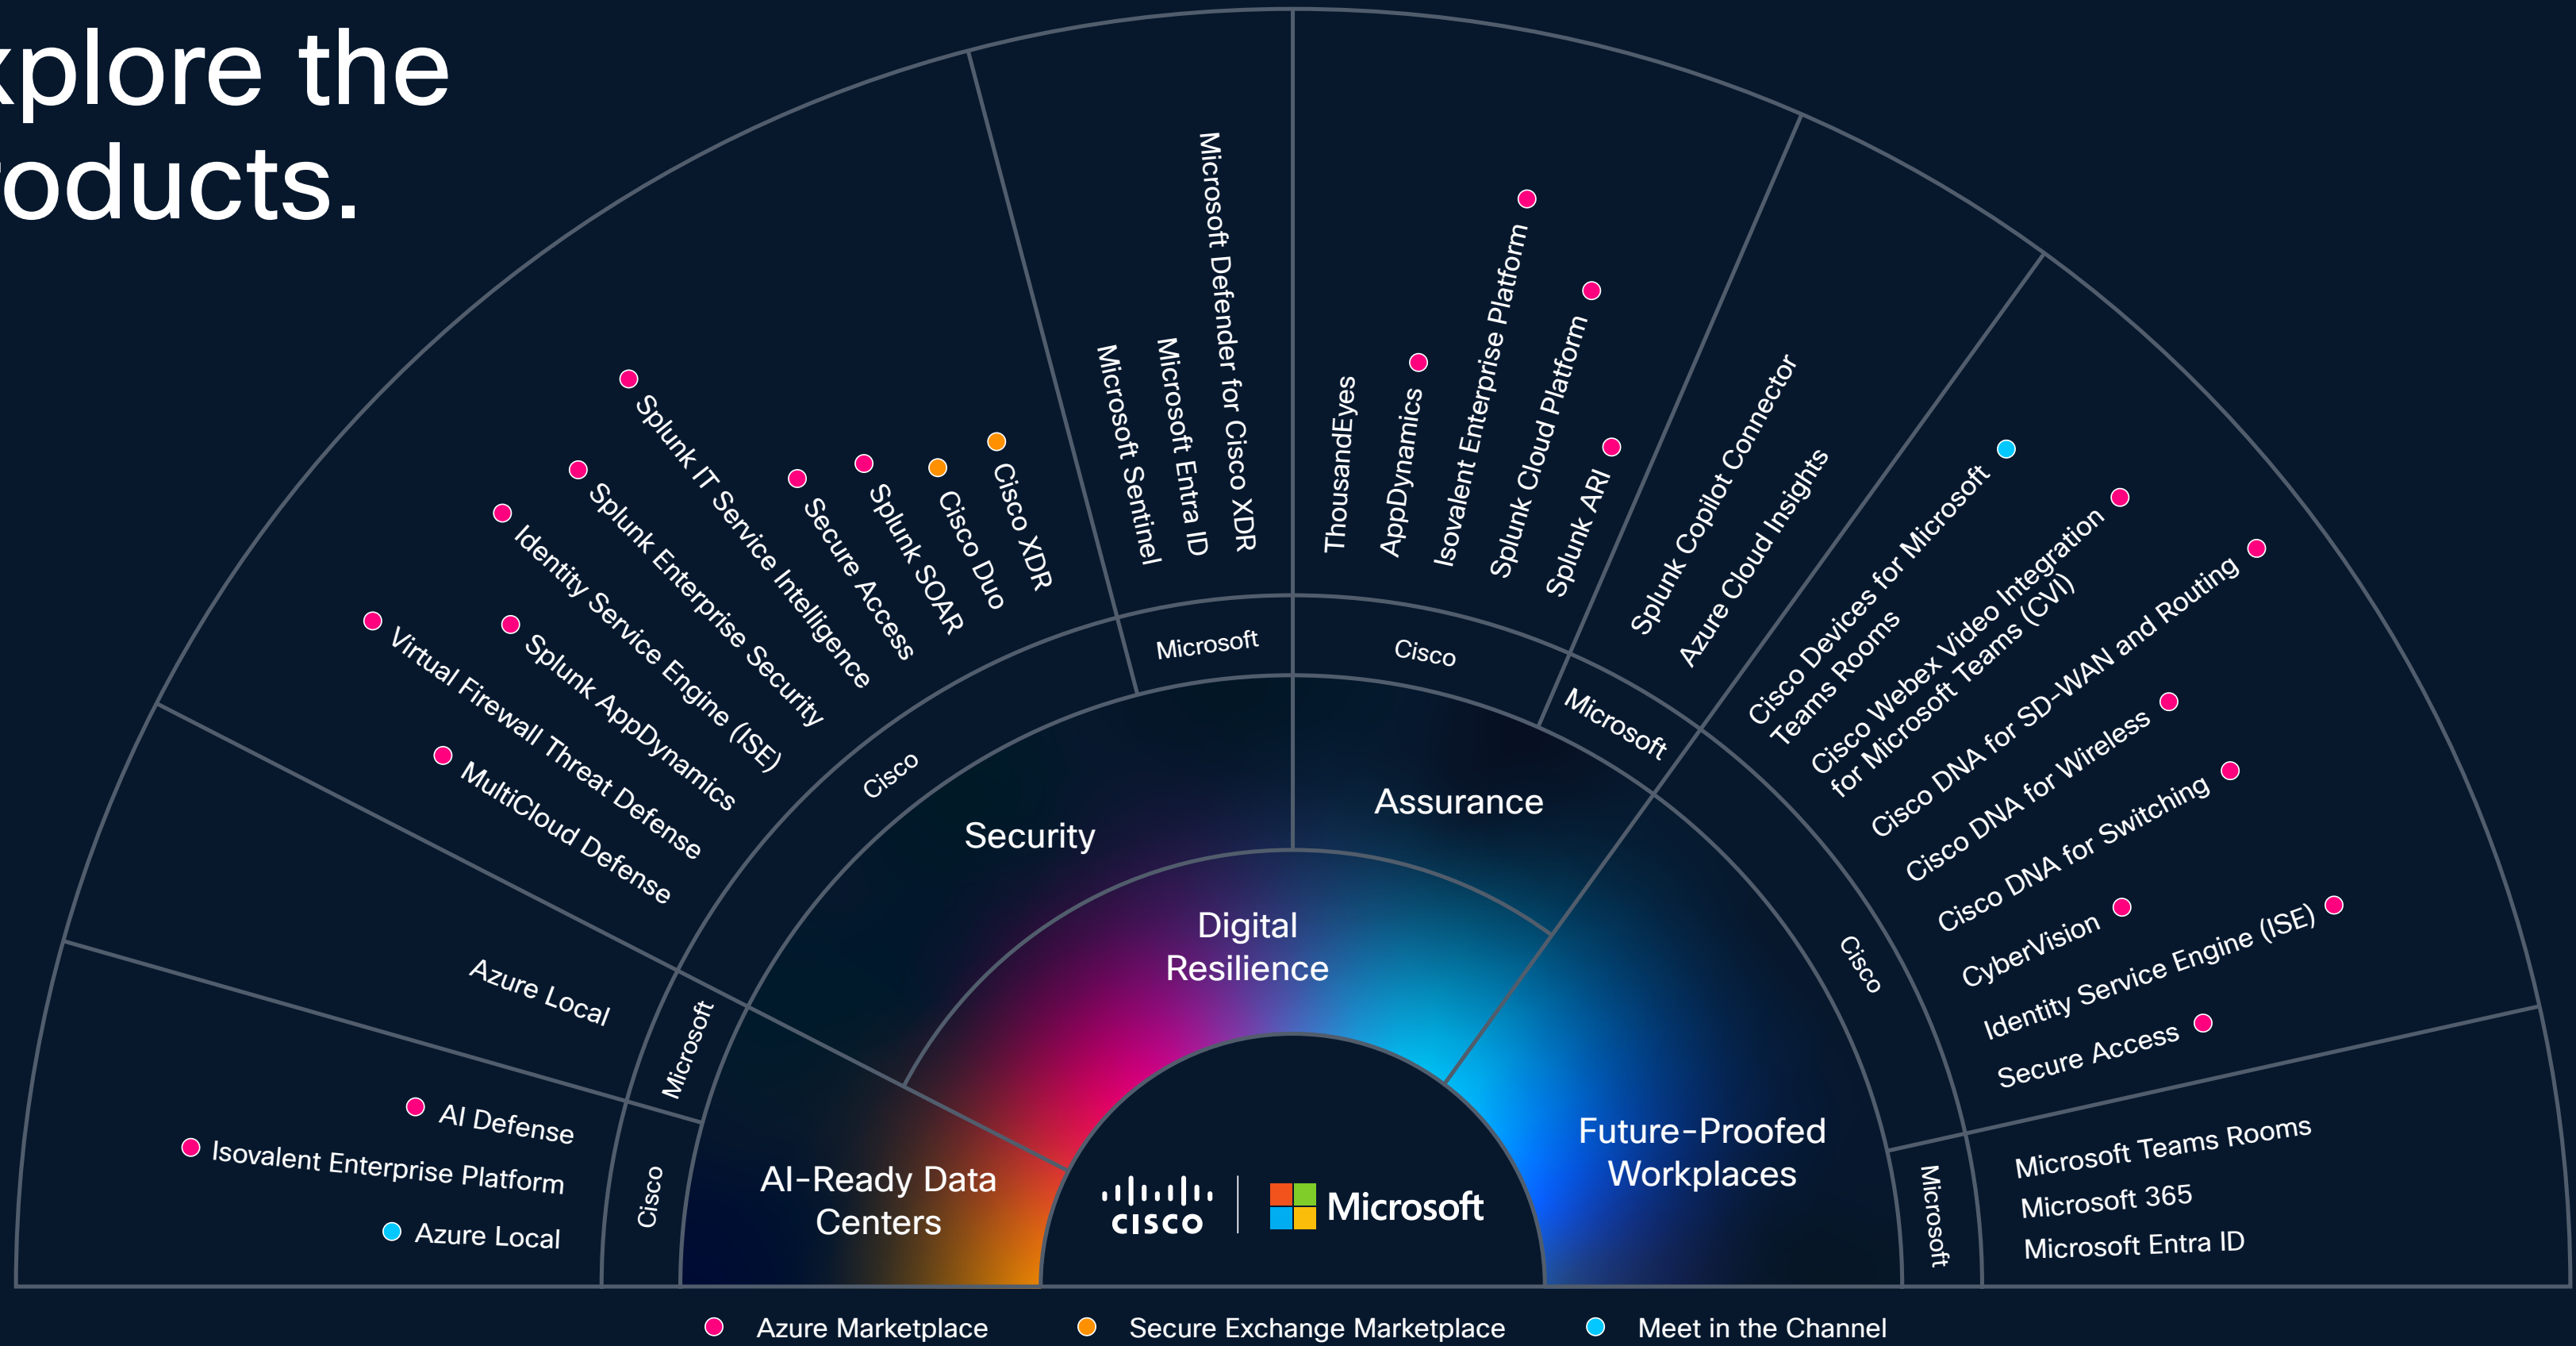 xplore the
roducts.
Azure Local
Isovalent Enterprise Platform
AI Defense
Cisco
Azure Local
Microsoft
AI-Ready Data
Centers
MultiCloud Defense
Virtual Firewall Threat Defense
Splunk AppDynamics
Identity Service Engine (ISE)
Splunk Enterprise Security
Splunk IT Service Intelligence
Secure Access
Splunk SOAR
Cisco Duo
Cisco XDR
Cisco
Microsoft Sentinel
Microsoft Entra ID
Microsoft Defender for Cisco XDR
Microsoft
Security
Digital
Resilience
ThousandEyes
AppDynamics
Isovalent Enterprise Platform
Splunk Cloud Platform
Splunk ARI
Cisco
Splunk Copilot Connector
Azure Cloud Insights
Microsoft
Assurance
Cisco Devices for Microsoft
Teams Rooms
Cisco Webex Video Integration
for Microsoft Teams (CVI)
Cisco DNA for SD-WAN and Routing
Cisco DNA for Wireless
Cisco DNA for Switching
CyberVision
Identity Service Engine (ISE)
Secure Access
Cisco
Microsoft Teams Rooms
Microsoft 365
Microsoft Entra ID
Microsoft
Future-Proofed
Workplaces
CISCO
Microsoft
Azure Marketplace
Secure Exchange Marketplace
Meet in the Channel